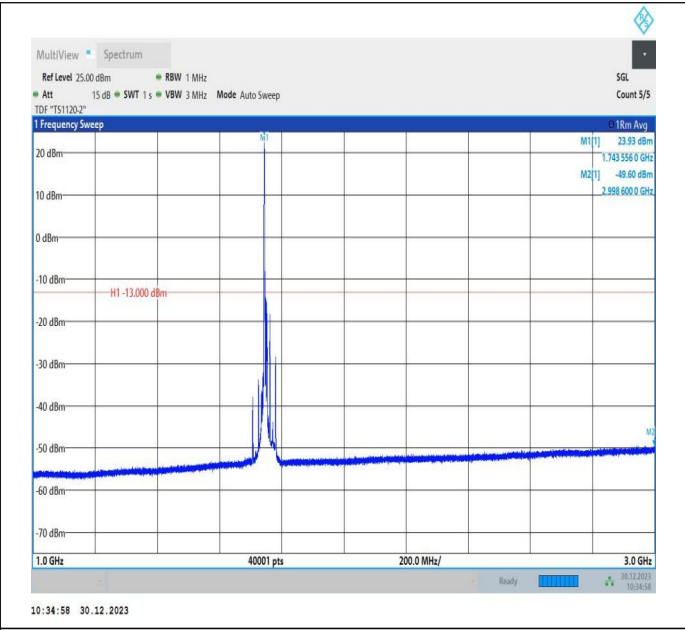 R S
MultiView Spectrum
Ref Level 25.00 dBm RBW 1 MHz SGL
Att 15 dB SWT 1 s VBW 3 MHz Mode Auto Sweep Count 5/5
TDF "TS1120-2"
1 Frequency Sweep 1Rm Avg
M1 M1[1] 23.93 dBm
1.743 556 0 GHz
M2[1] -49.60 dBm
2.998 600 0 GHz
20 dBm
10 dBm
0 dBm
-10 dBm
H1 -13.000 dBm
-20 dBm
-30 dBm
-40 dBm
M2
-50 dBm
-60 dBm
-70 dBm
1.0 GHz 40001 pts 200.0 MHz/ 3.0 GHz
Ready 30.12.2023
10:34:58
10:34:58 30.12.2023